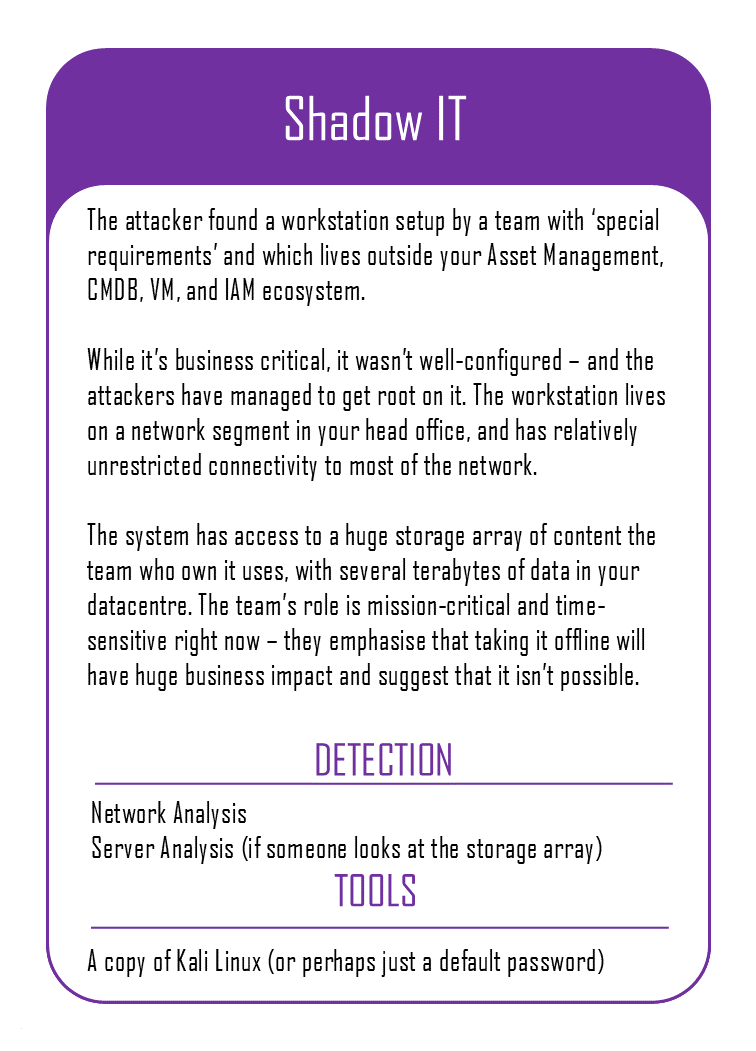 Shadow IT
The attacker found a workstation setup by a team with ‘special
requirements’ and which lives outside your Asset Management,
CMDB, VM, and IAM ecosystem.
While it’s business critical, it wasn’t well-configured – and the
attackers have managed to get root on it. The workstation lives
on a network segment in your head office, and has relatively
unrestricted connectivity to most of the network.
The system has access to a huge storage array of content the
team who own it uses, with several terabytes of data in your
datacentre. The team’s role is mission-critical and time-
sensitive right now – they emphasise that taking it offline will
have huge business impact and suggest that it isn’t possible.
DETECTION
Network Analysis
Server Analysis (if someone looks at the storage array)
TOOLS
A copy of Kali Linux (or perhaps just a default password)